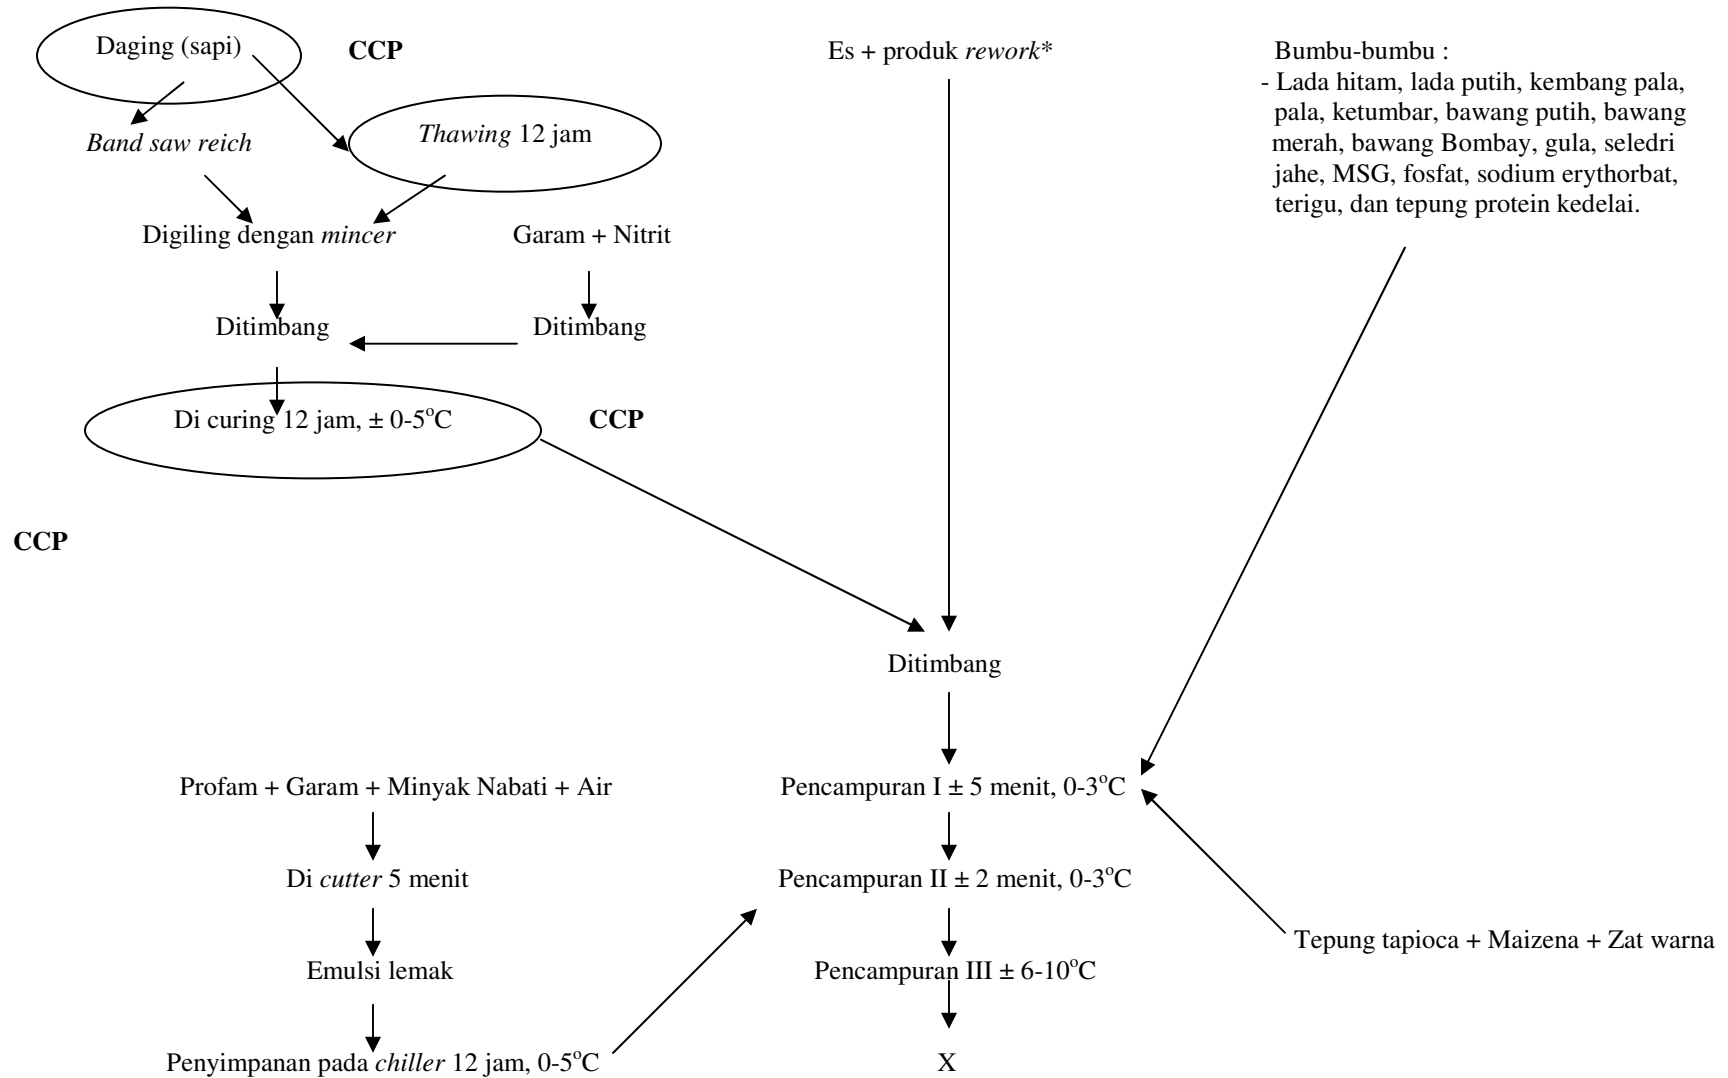 Daging (sapi)
CCP
Es + produk rework*
Bumbu-bumbu :
- Lada hitam, lada putih, kembang pala,
pala, ketumbar, bawang putih, bawang
merah, bawang Bombay, gula, seledri
jahe, MSG, fosfat, sodium erythorbat,
terigu, dan tepung protein kedelai.
Band saw reich
Thawing 12 jam
Digiling dengan mincer
Garam + Nitrit
Ditimbang
Ditimbang
Di curing 12 jam, ± 0-5°C
CCP
CCP
Ditimbang
Profam + Garam + Minyak Nabati + Air
Pencampuran I ± 5 menit, 0-3°C
Di cutter 5 menit
Pencampuran II ± 2 menit, 0-3°C
Tepung tapioca + Maizena + Zat warna
Emulsi lemak
Pencampuran III ± 6-10°C
Penyimpanan pada chiller 12 jam, 0-5°C
X